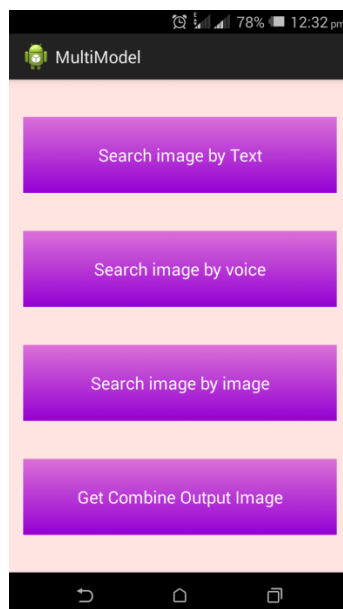 78% 12:32 pm
MultiModel
Search image by Text
Search image by voice
Search image by image
Get Combine Output Image